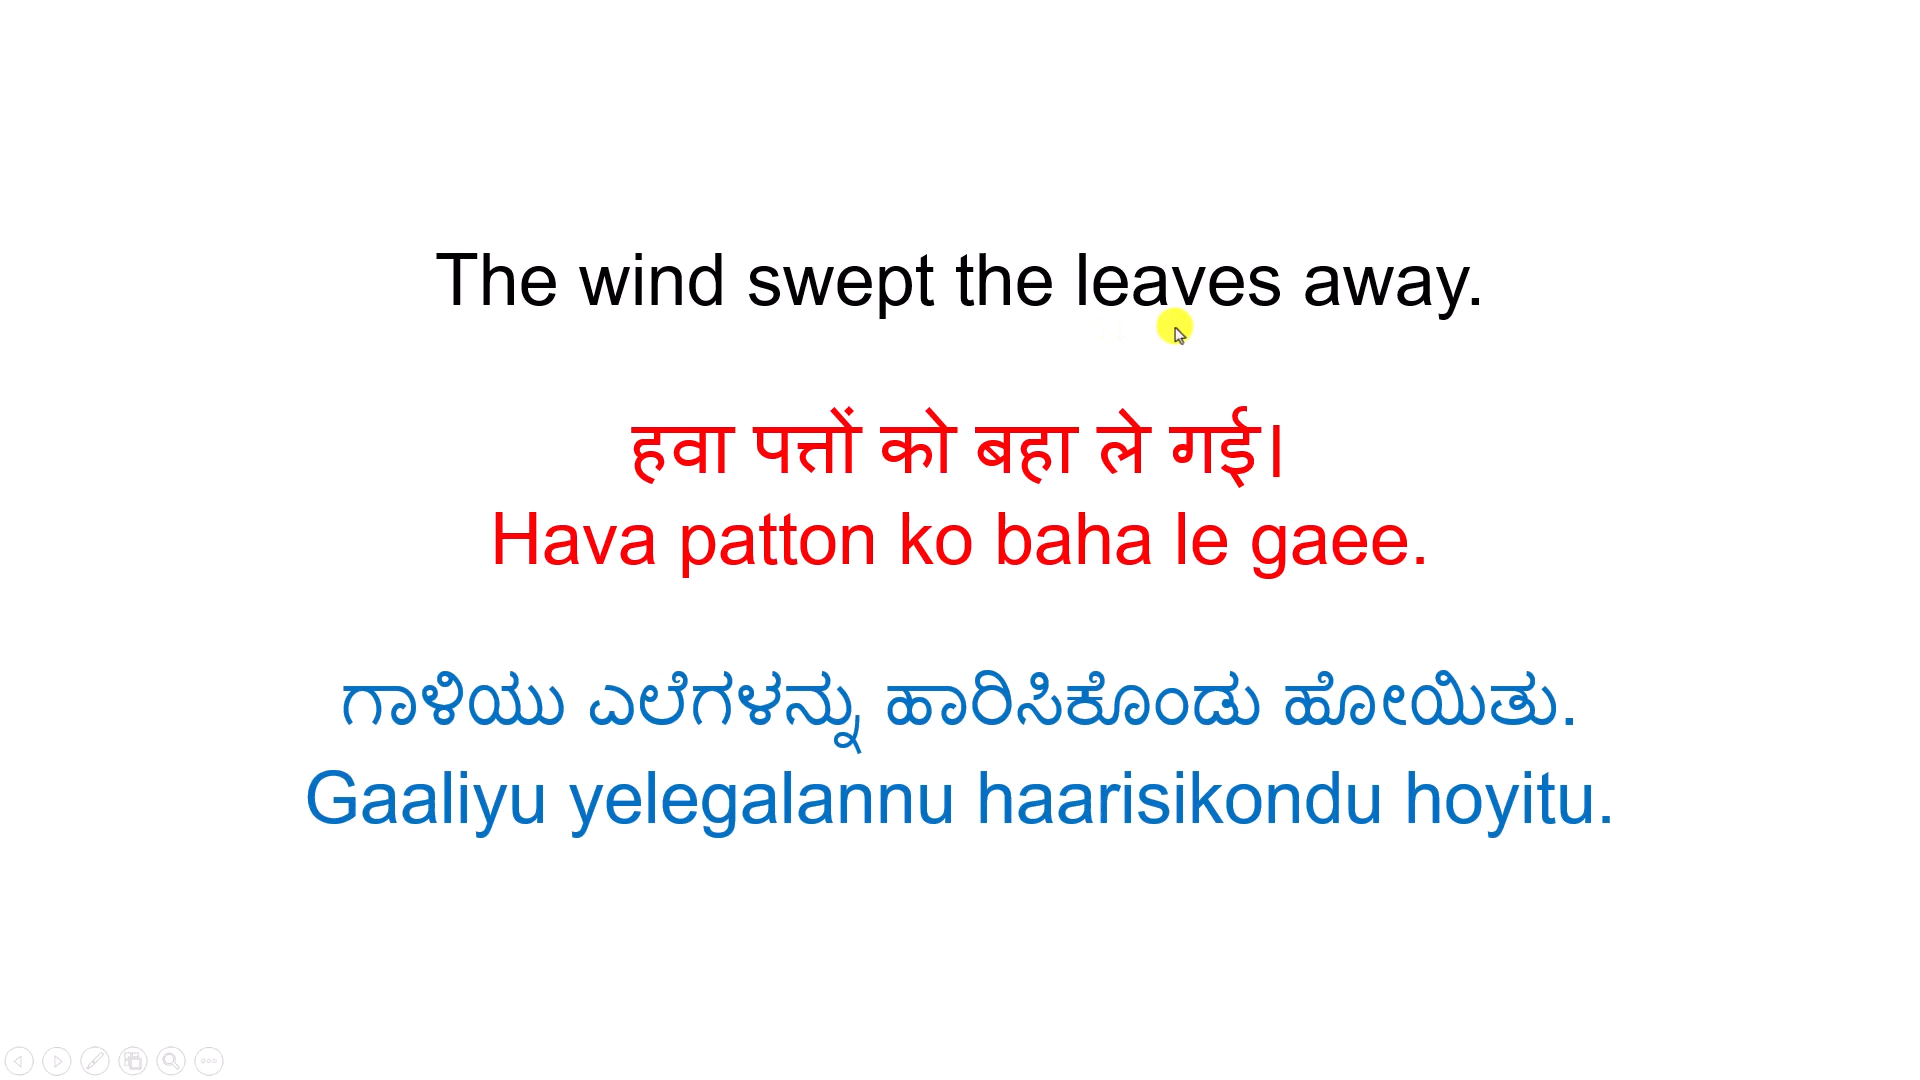 The wind swept the leaves away.
हवा पत्तों को बहा ले गई।
Hava patton ko baha le gaee.
ಗಾಳಿಯು ಎಲೆಗಳನ್ನು ಹಾರಿಸಿಕೊಂಡು ಹೋಯಿತು.
Gaaliyu yelegalannu haarisikondu hoyitu.